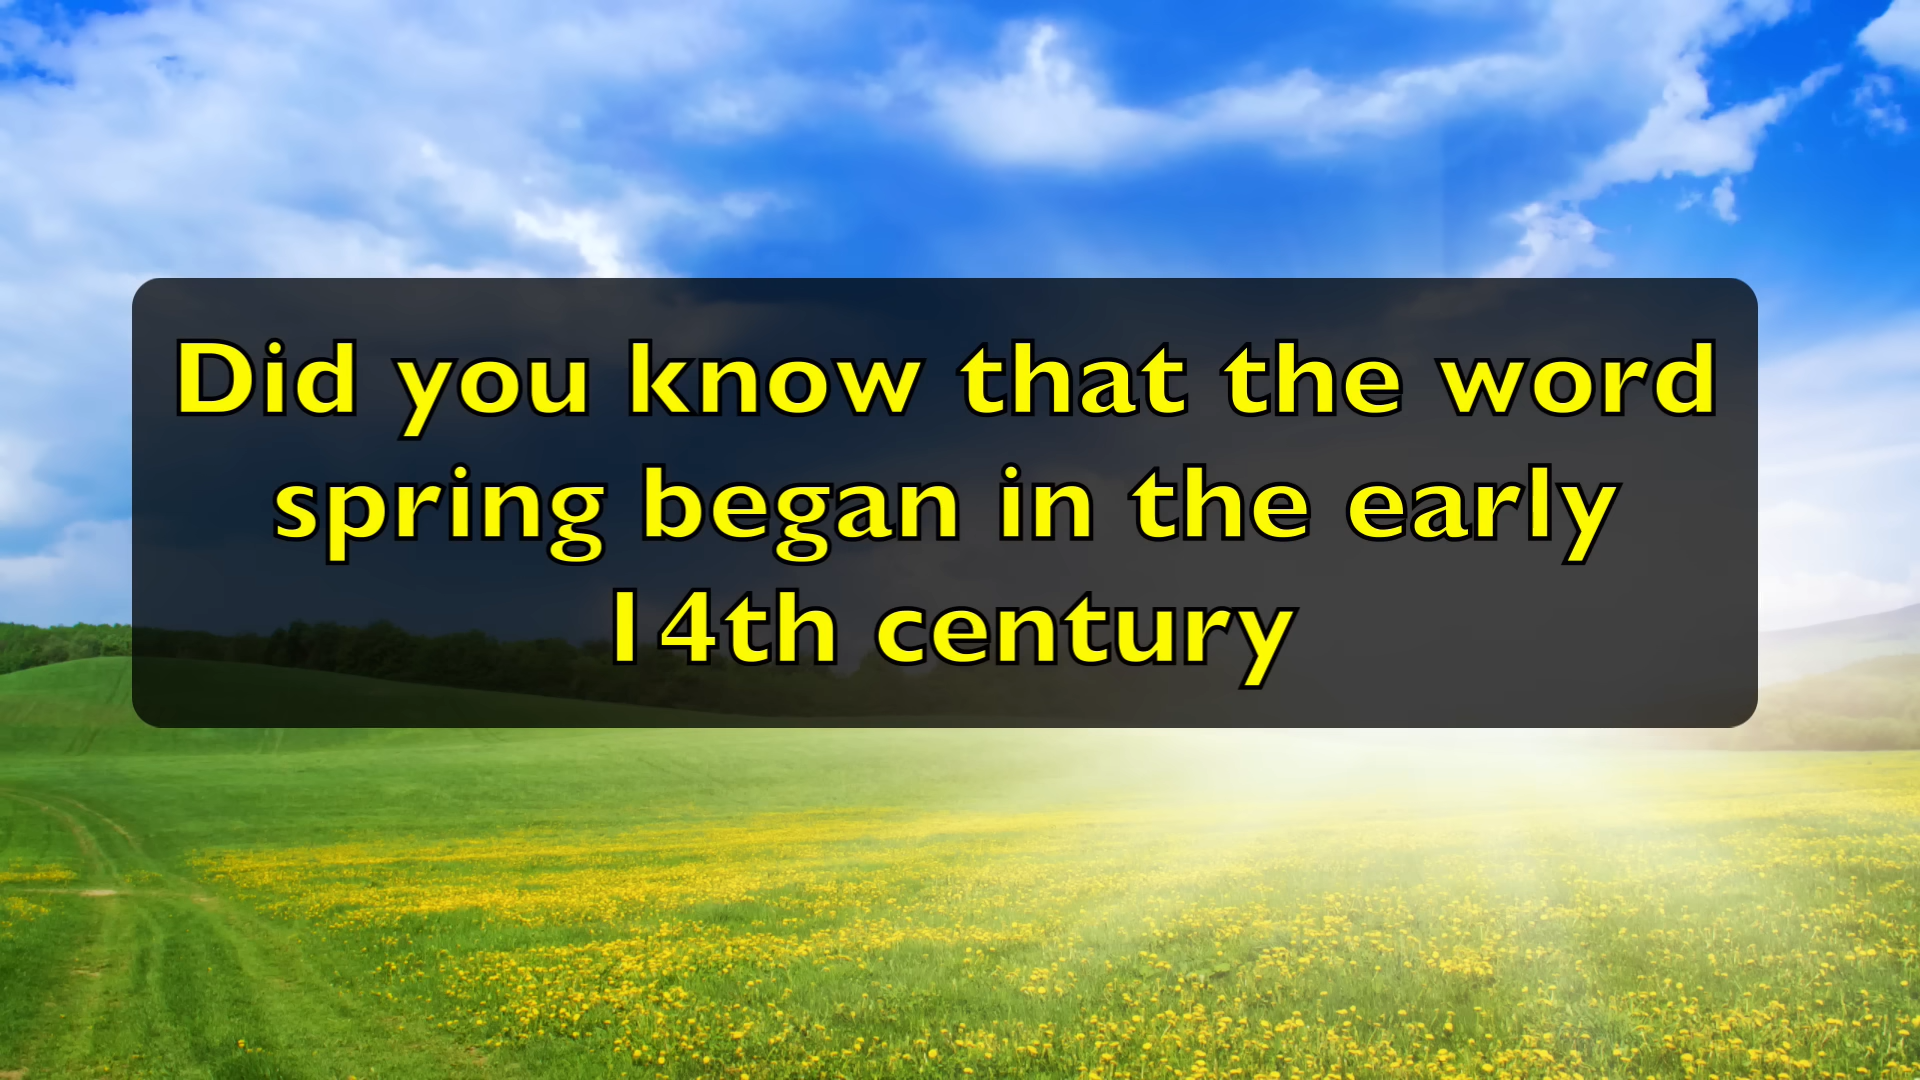 Did you know that the word
spring began in the early
14th century